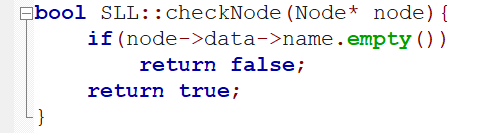 bool SLL::checkNode(Node* node){
    if(node->data->name.empty())
        return false;
    return true;
}